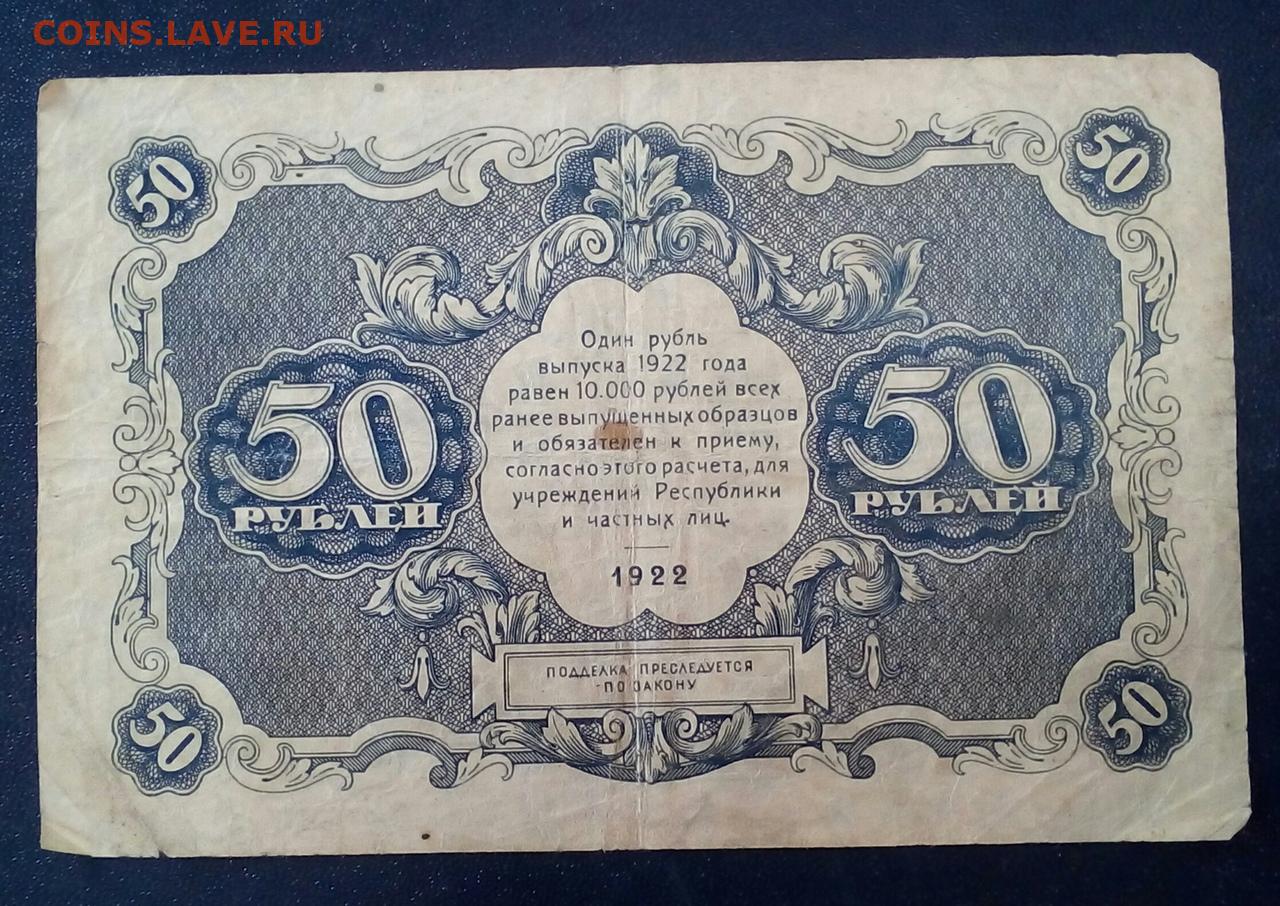 COINS.LAVE.RU
50
50
Один рубль
выпуска 1922 года
равен 10.000 рублей всех
ранее выпущенных образцов
и обязателен к приему,
согласно этого расчета, для
учреждений Республики
и частных лиц.
1922
50
РУБЛЕЙ
50
РУБЛЕЙ
ПОДДЕЛКА ПРЕСЛЕДУЕТСЯ
ПО ЗАКОНУ
50
50